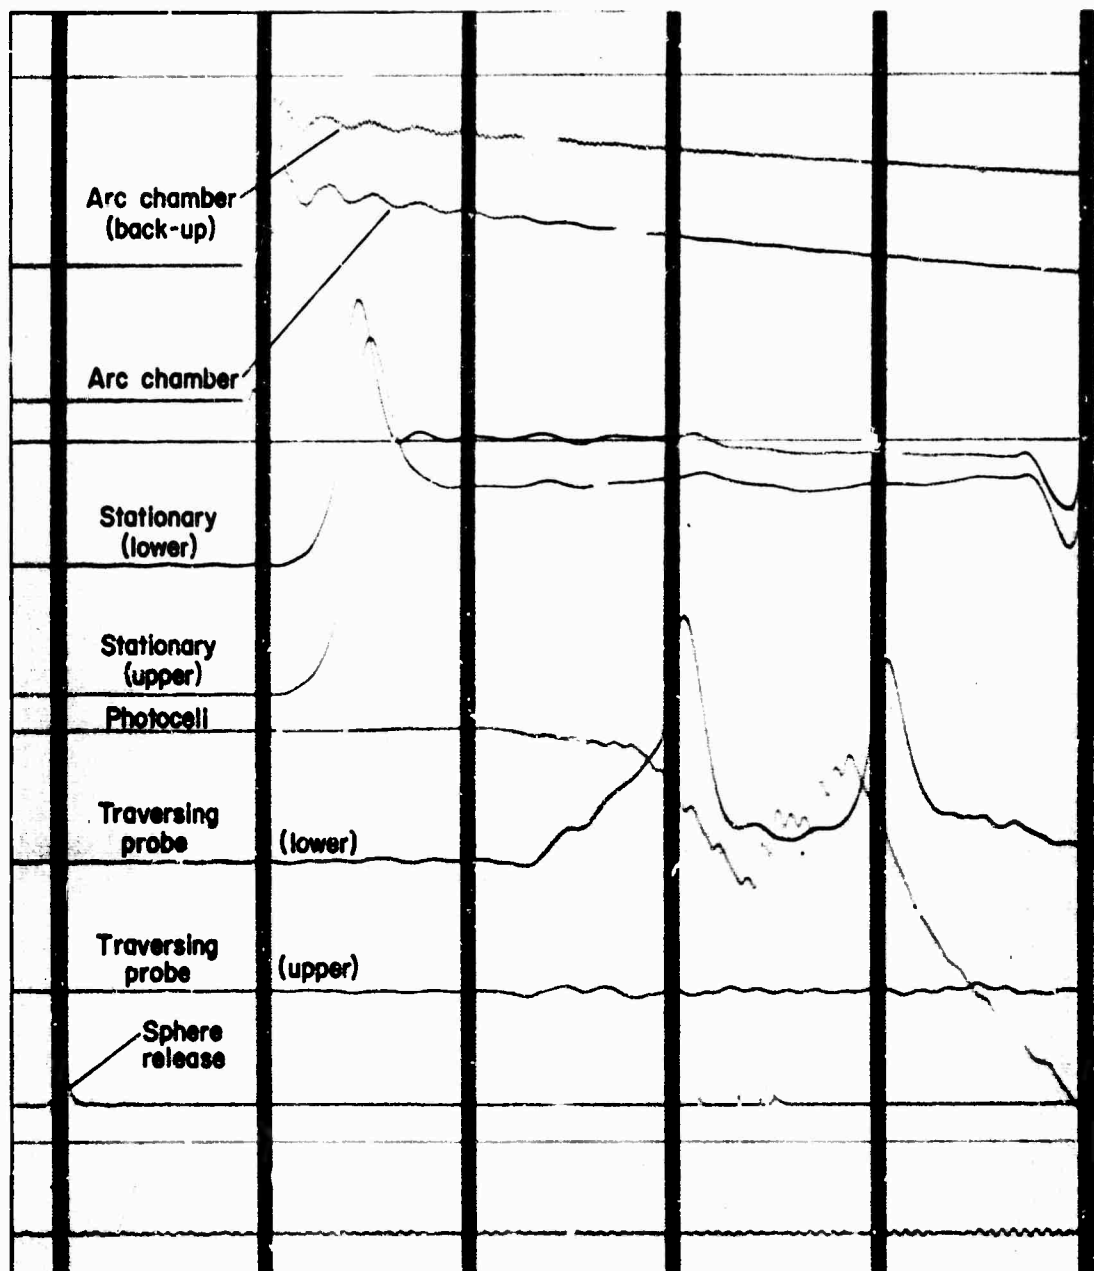 Arc chamber
(back-up)
Arc chamber
Stationary
(lower)
Stationary
(upper)
Photocell
Traversing
probe (lower)
Traversing
probe (upper)
Sphere
release